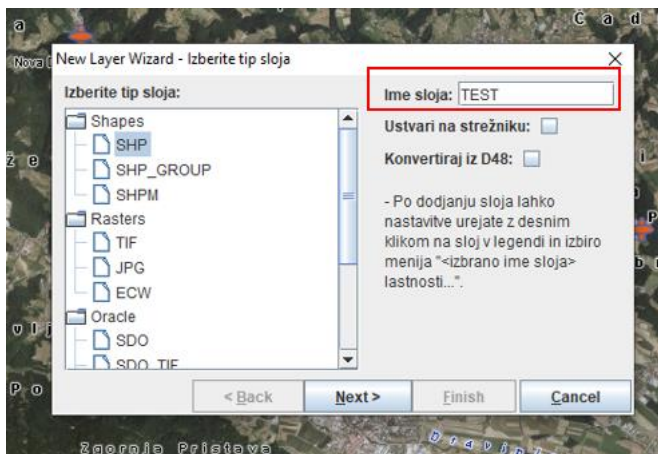 a
Č a d
Nova
New Layer Wizard - Izberite tip sloja
Izberite tip sloja:
Shapes
SHP
SHP_GROUP
SHPM
Rasters
TIF
JPG
ECW
Oracle
SDO
SDO_TIF
Ime sloja: TEST
Ustvari na strežniku:
Konvertiraj iz D48:
- Po dodajanju sloja lahko
nastavitve urejate z desnim
klikom na sloj v legendi in izbiro
menija "<izbrano ime sloja>
lastnosti...".
< Back
Next >
Finish
Cancel
ž e
v l j
P o
Zgornja Pristava
D r a v i n